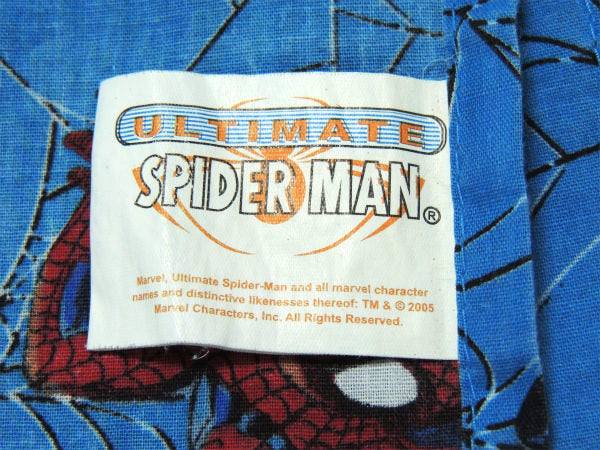 ULTIMATE
SPIDER MAN®
Marvel, Ultimate Spider-Man and all marvel character
names and distinctive likenesses thereof: TM & © 2005
Marvel Characters, Inc. All Rights Reserved.